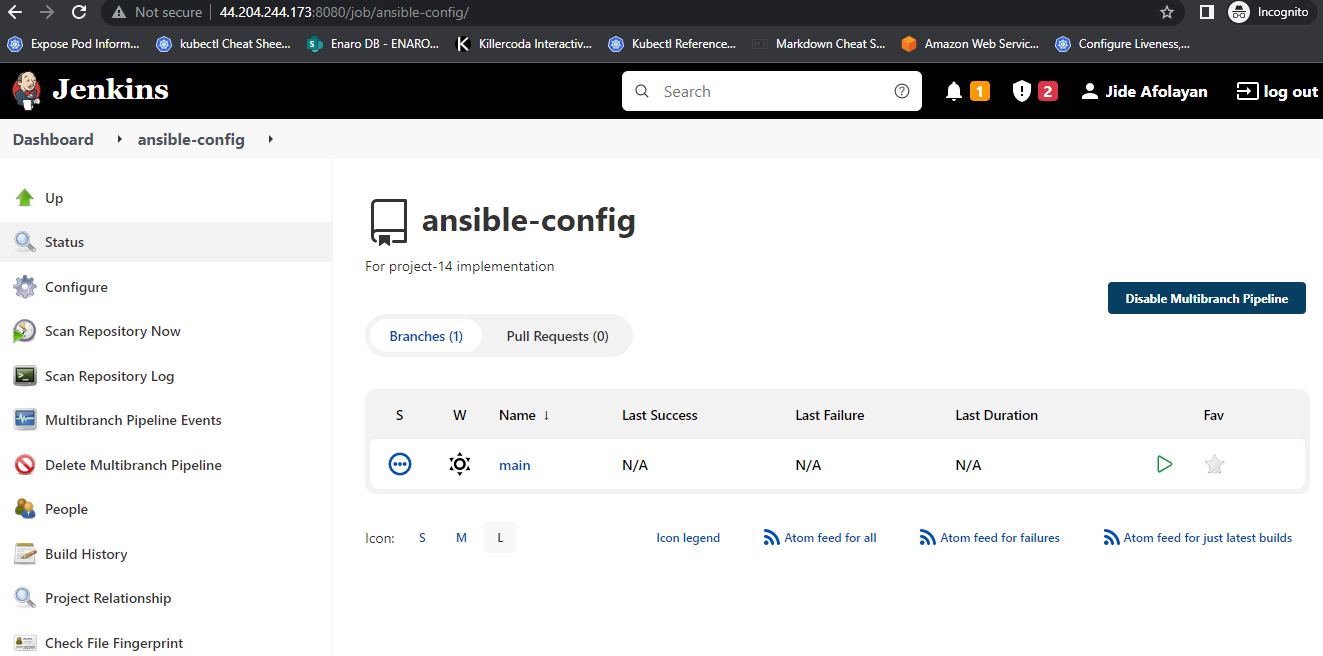 Not secure | 44.204.244.173:8080/job/ansible-config/ Incognito
Expose Pod Inform... kubectl Cheat Shee... Enaro DB - ENARO... Killercoda Interactiv... Kubectl Reference... Markdown Cheat S... Amazon Web Servic... Configure Liveness,...
Jenkins Search 1 2 Jide Afolayan log out
Dashboard ansible-config
Up
Status
Configure
Scan Repository Now
Scan Repository Log
Multibranch Pipeline Events
Delete Multibranch Pipeline
People
Build History
Project Relationship
Check File Fingerprint
ansible-config
For project-14 implementation
Disable Multibranch Pipeline
Branches (1) Pull Requests (0)
S W Name ↓ Last Success Last Failure Last Duration Fav
main N/A N/A N/A
Icon: S M L Icon legend Atom feed for all Atom feed for failures Atom feed for just latest builds